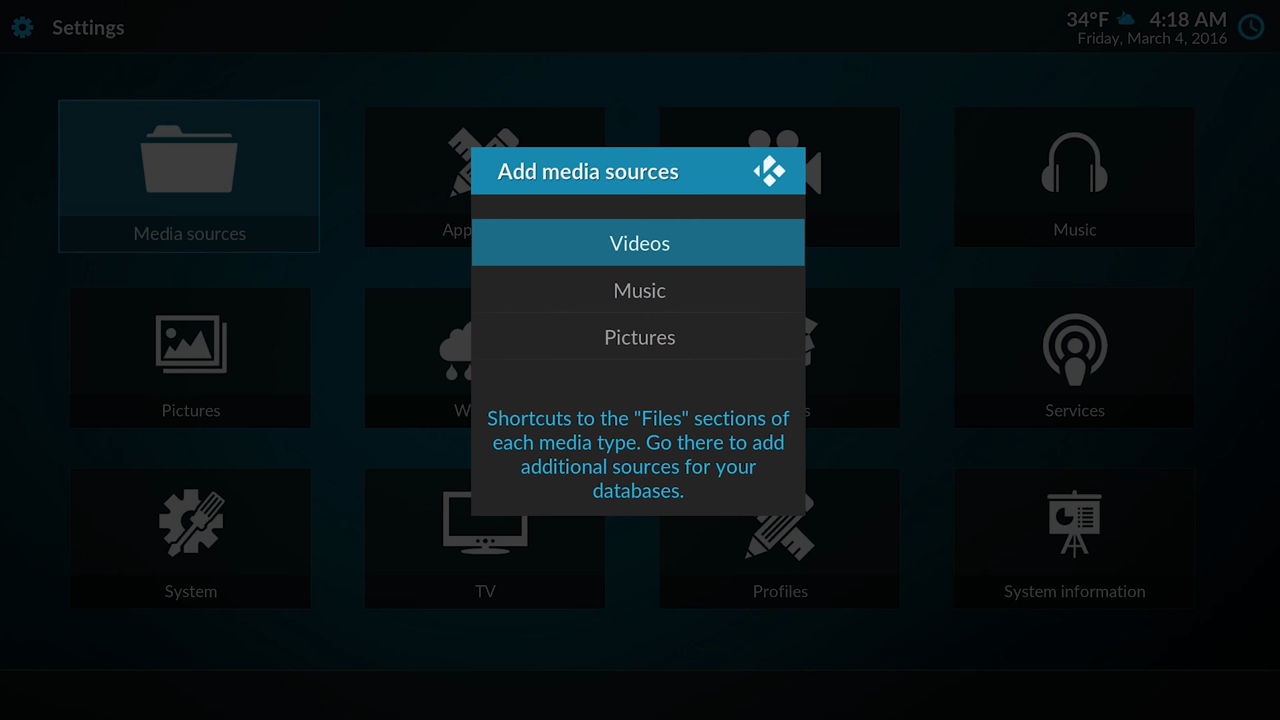 Settings
34°F 4:18 AM
Friday, March 4, 2016
Media sources
App
Music
Add media sources
Videos
Music
Pictures
Shortcuts to the "Files" sections of
each media type. Go there to add
additional sources for your
databases.
Pictures
W
s
Services
System
TV
Profiles
System information